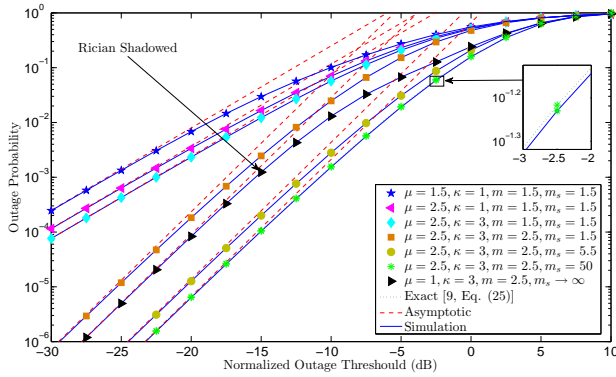 10^0
10^-1
10^-2
10^-3
10^-4
10^-5
10^-6
Outage Probability
Rician Shadowed
10^-1.2
10^-1.3
−3 −2.5 −2
μ = 1.5, κ = 1, m = 1.5, m_s = 1.5
μ = 2.5, κ = 1, m = 1.5, m_s = 1.5
μ = 2.5, κ = 3, m = 1.5, m_s = 1.5
μ = 2.5, κ = 3, m = 2.5, m_s = 1.5
μ = 2.5, κ = 3, m = 2.5, m_s = 5.5
μ = 2.5, κ = 3, m = 2.5, m_s = 50
μ = 1, κ = 3, m = 2.5, m_s → ∞
Exact [9, Eq. (25)]
Asymptotic
Simulation
−30 −25 −20 −15 −10 −5 0 5 10
Normalized Outage Threshould (dB)